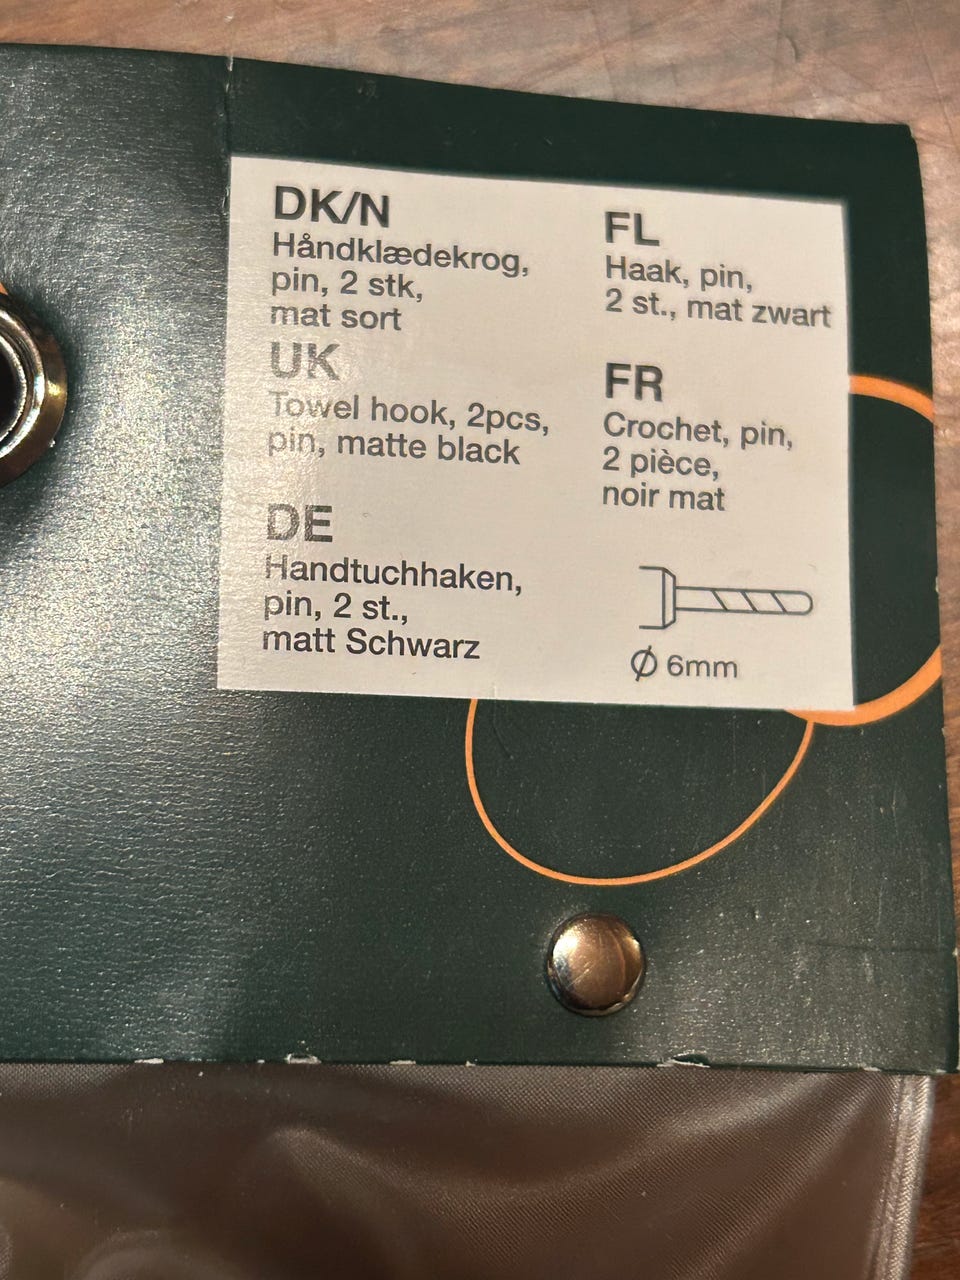 DK/N
Håndklædekrog,
pin, 2 stk,
mat sort
UK
Towel hook, 2pcs,
pin, matte black
DE
Handtuchhaken,
pin, 2 st.,
matt Schwarz
FL
Haak, pin,
2 st., mat zwart
FR
Crochet, pin,
2 pièce,
noir mat
Ø 6mm